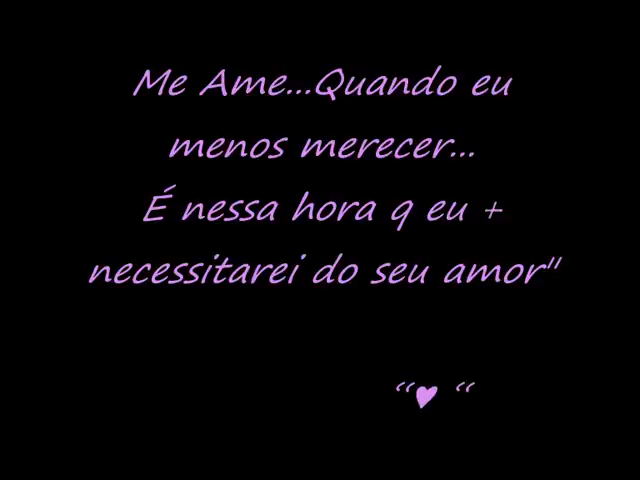 Me Ame...Quando eu
menos merecer...
É nessa hora q eu +
necessitarei do seu amor"
“♥ “